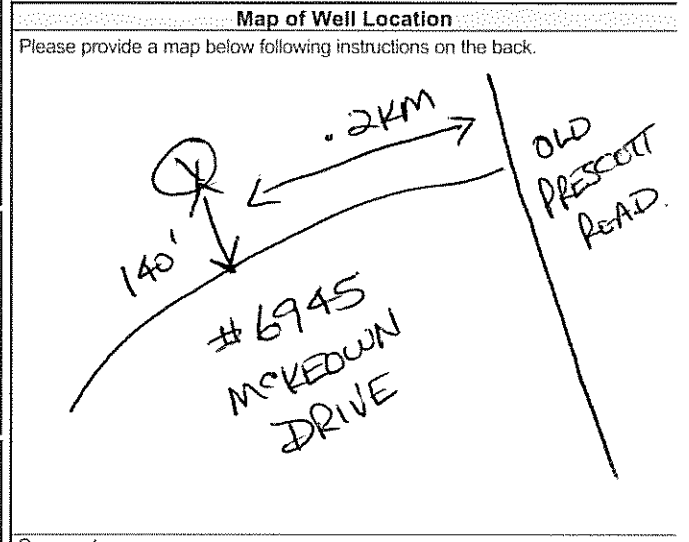 Map of Well Location
Please provide a map below following instructions on the back.
.2KM
OLD
PRESCOTT
ROAD.
140'
#6945
McKEOWN
DRIVE